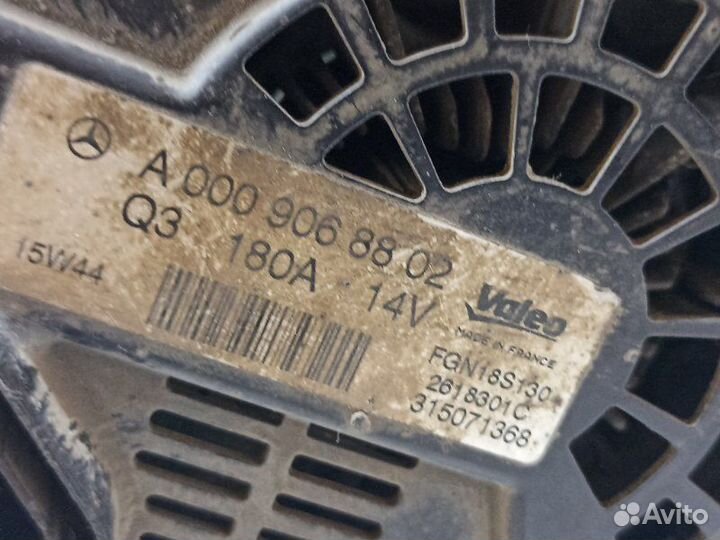 A 000 906 88 02
Q3 180A 14V
15W44
Valeo
MADE IN FRANCE
FGN18S130
2618301C
315071368
Avito